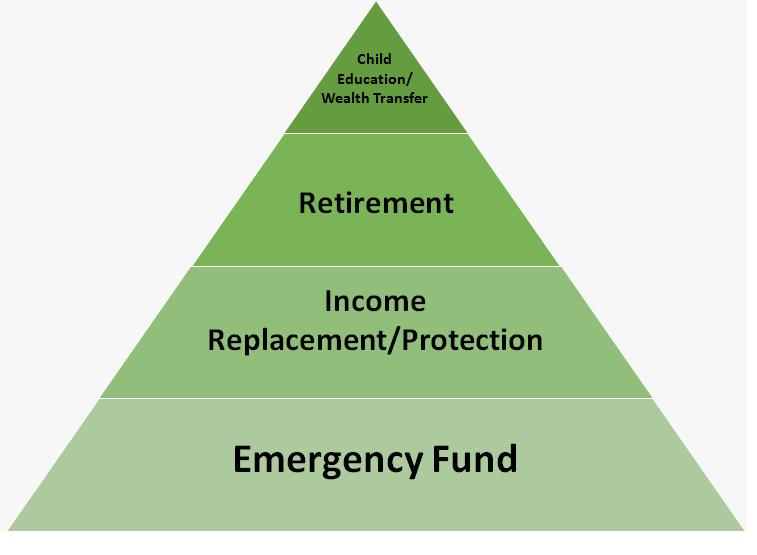 Child
Education/
Wealth Transfer
Retirement
Income
Replacement/Protection
Emergency Fund